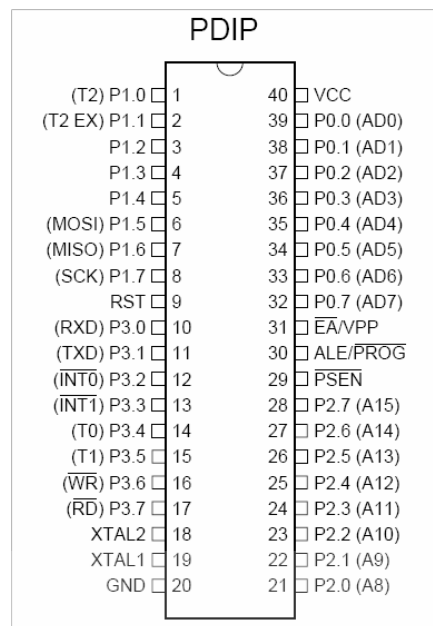 PDIP
(T2) P1.0 1 40 VCC
(T2 EX) P1.1 2 39 P0.0 (AD0)
P1.2 3 38 P0.1 (AD1)
P1.3 4 37 P0.2 (AD2)
P1.4 5 36 P0.3 (AD3)
(MOSI) P1.5 6 35 P0.4 (AD4)
(MISO) P1.6 7 34 P0.5 (AD5)
(SCK) P1.7 8 33 P0.6 (AD6)
RST 9 32 P0.7 (AD7)
(RXD) P3.0 10 31 E̅A̅/VPP
(TXD) P3.1 11 30 ALE/P̅R̅O̅G̅
(I̅N̅T̅0̅) P3.2 12 29 P̅S̅E̅N̅
(I̅N̅T̅1̅) P3.3 13 28 P2.7 (A15)
(T0) P3.4 14 27 P2.6 (A14)
(T1) P3.5 15 26 P2.5 (A13)
(W̅R̅) P3.6 16 25 P2.4 (A12)
(R̅D̅) P3.7 17 24 P2.3 (A11)
XTAL2 18 23 P2.2 (A10)
XTAL1 19 22 P2.1 (A9)
GND 20 21 P2.0 (A8)